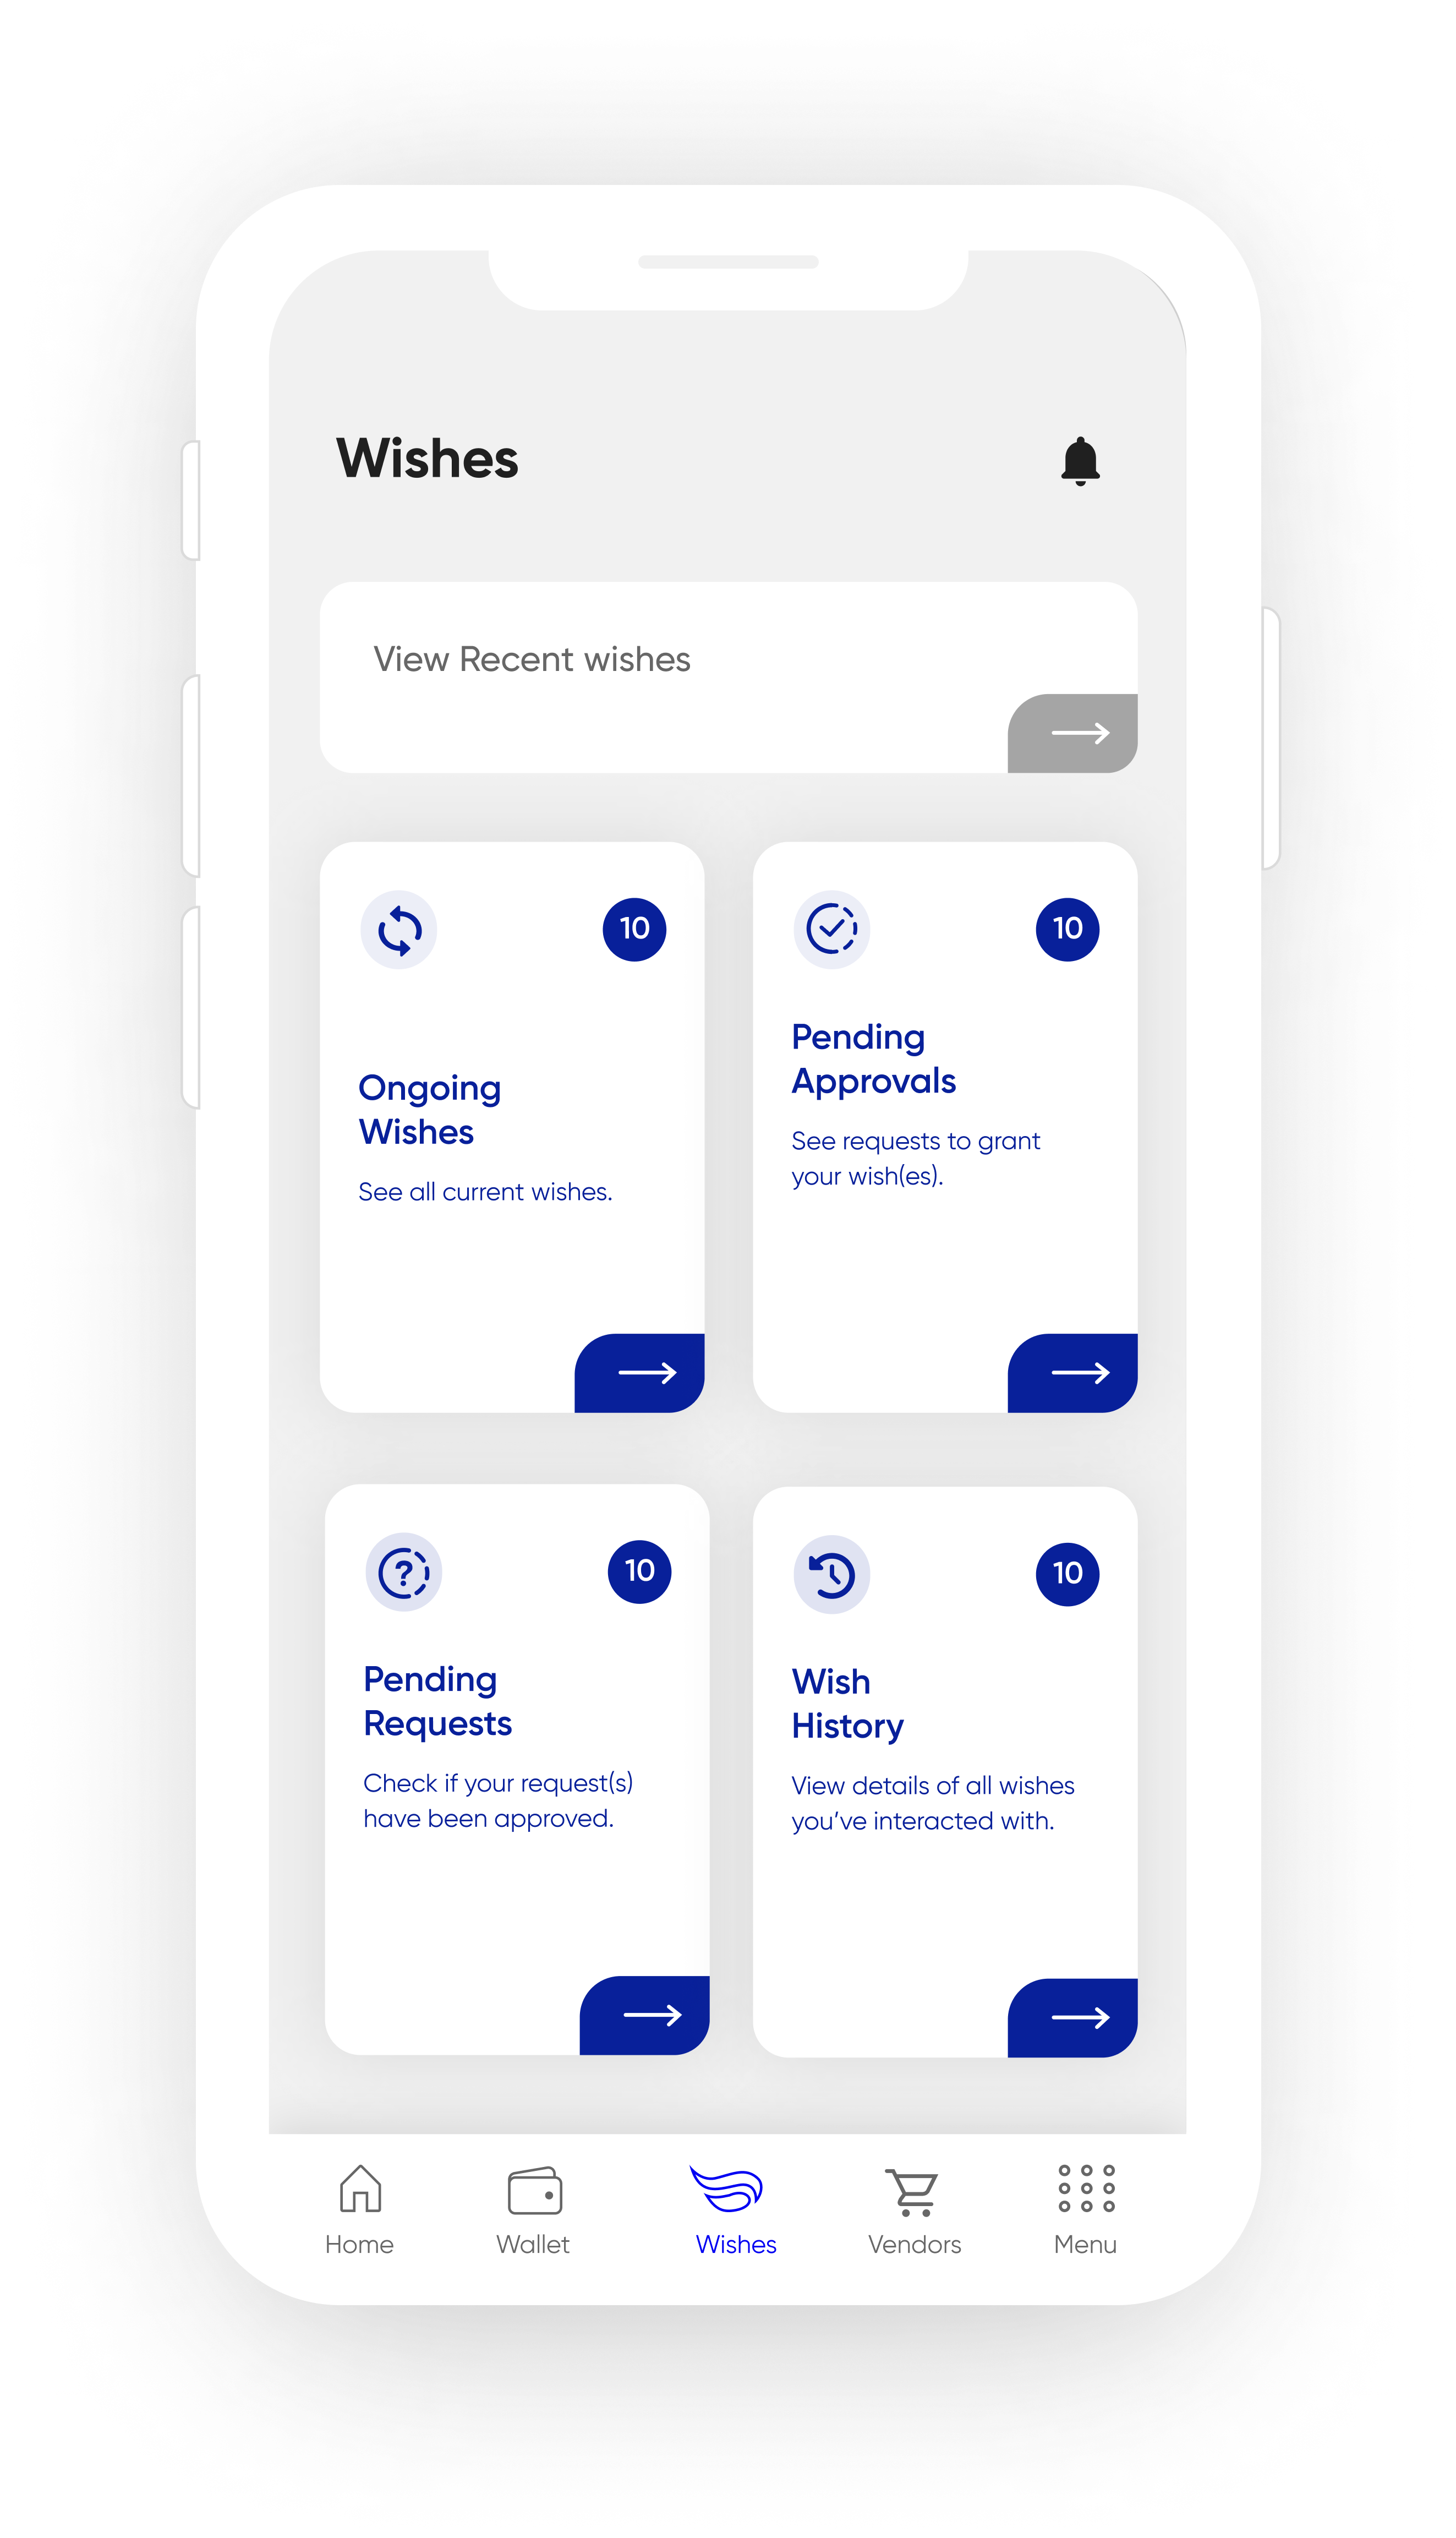 Wishes
View Recent wishes
10
Ongoing
Wishes
See all current wishes.
10
Pending
Approvals
See requests to grant
your wish(es).
10
Pending
Requests
Check if your request(s)
have been approved.
10
Wish
History
View details of all wishes
you’ve interacted with.
Home
Wallet
Wishes
Vendors
Menu